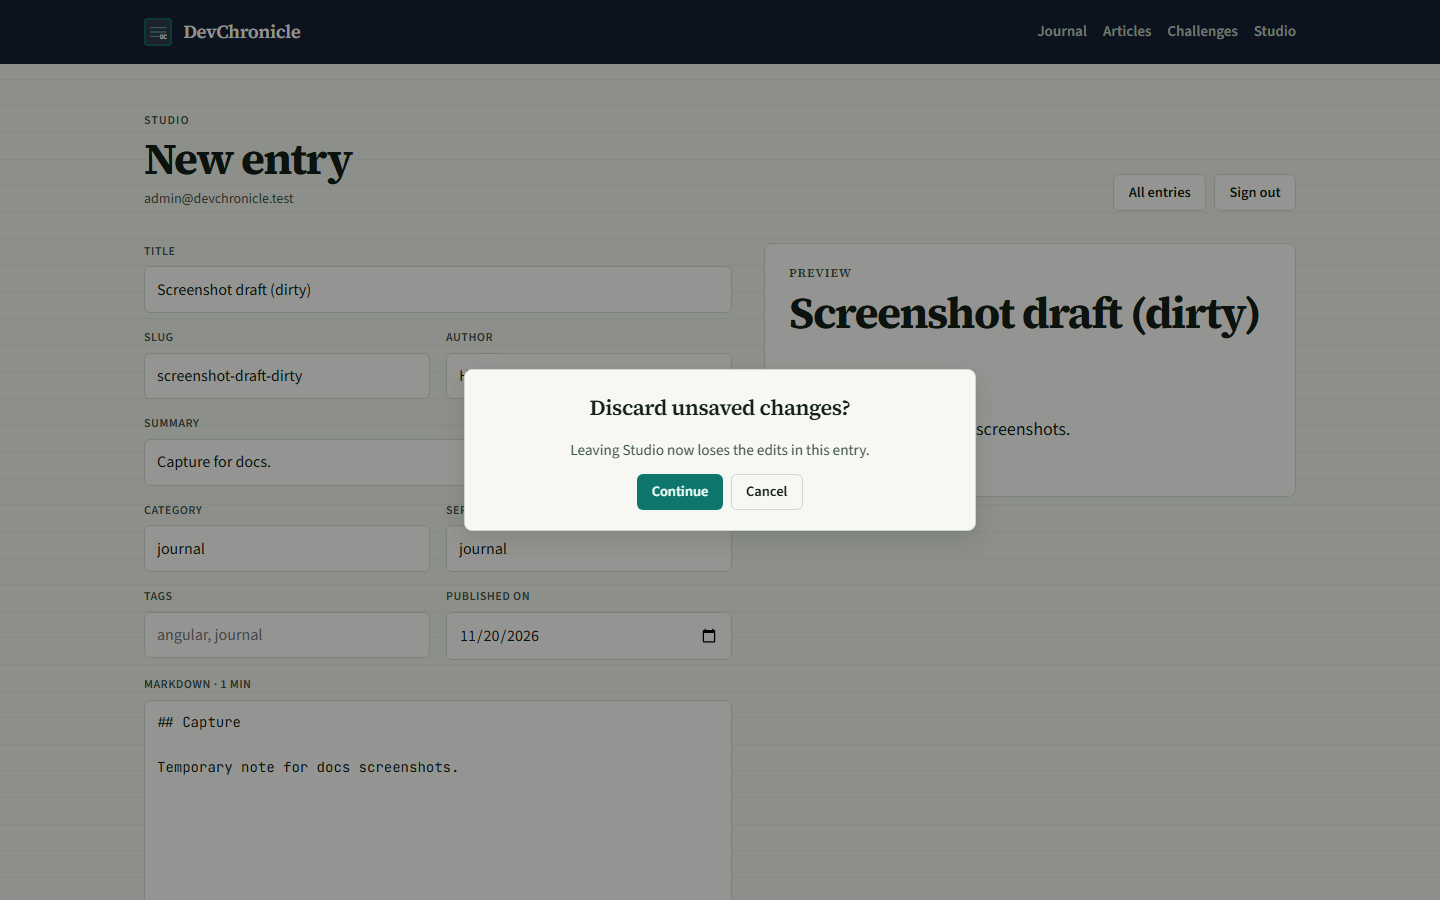 DC
DevChronicle
Journal Articles Challenges Studio
STUDIO
New entry
admin@devchronicle.test
All entries Sign out
TITLE
Screenshot draft (dirty)
SLUG AUTHOR
screenshot-draft-dirty
SUMMARY
Capture for docs.
CATEGORY
journal journal
TAGS PUBLISHED ON
angular, journal 11/20/2026
MARKDOWN · 1 MIN
## Capture
Temporary note for docs screenshots.
PREVIEW
Screenshot draft (dirty)
screenshots.
Discard unsaved changes?
Leaving Studio now loses the edits in this entry.
Continue Cancel